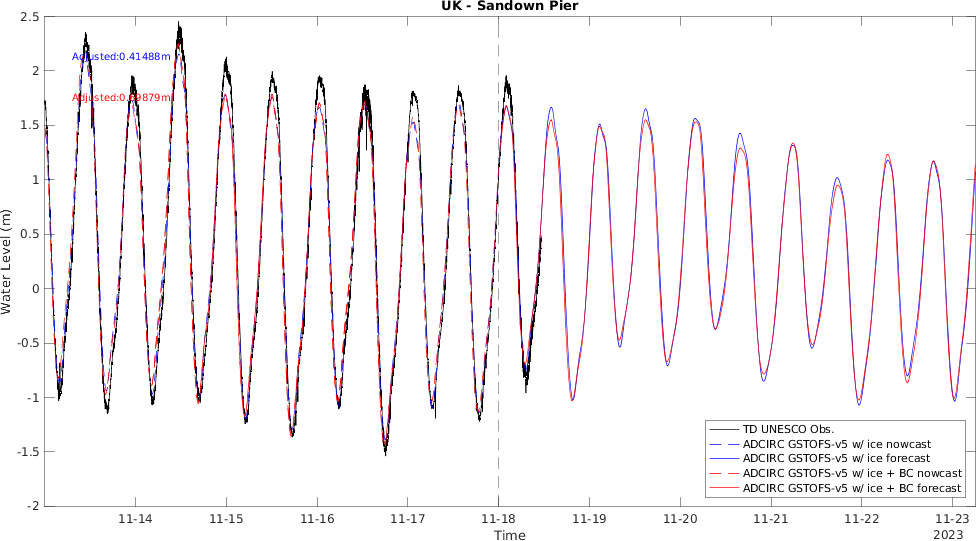 UK - Sandown Pier
2.5
2
1.5
1
0.5
0
-0.5
-1
-1.5
-2
Water Level (m)
Adjusted:0.41488m
TD UNESCO Obs.
ADCIRC GSTOFS-v5 w/ ice nowcast
ADCIRC GSTOFS-v5 w/ ice forecast
ADCIRC GSTOFS-v5 w/ ice + BC nowcast
ADCIRC GSTOFS-v5 w/ ice + BC forecast
11-14
11-15
11-16
11-17
11-18
11-19
11-20
11-21
11-22
11-23
Time
2023